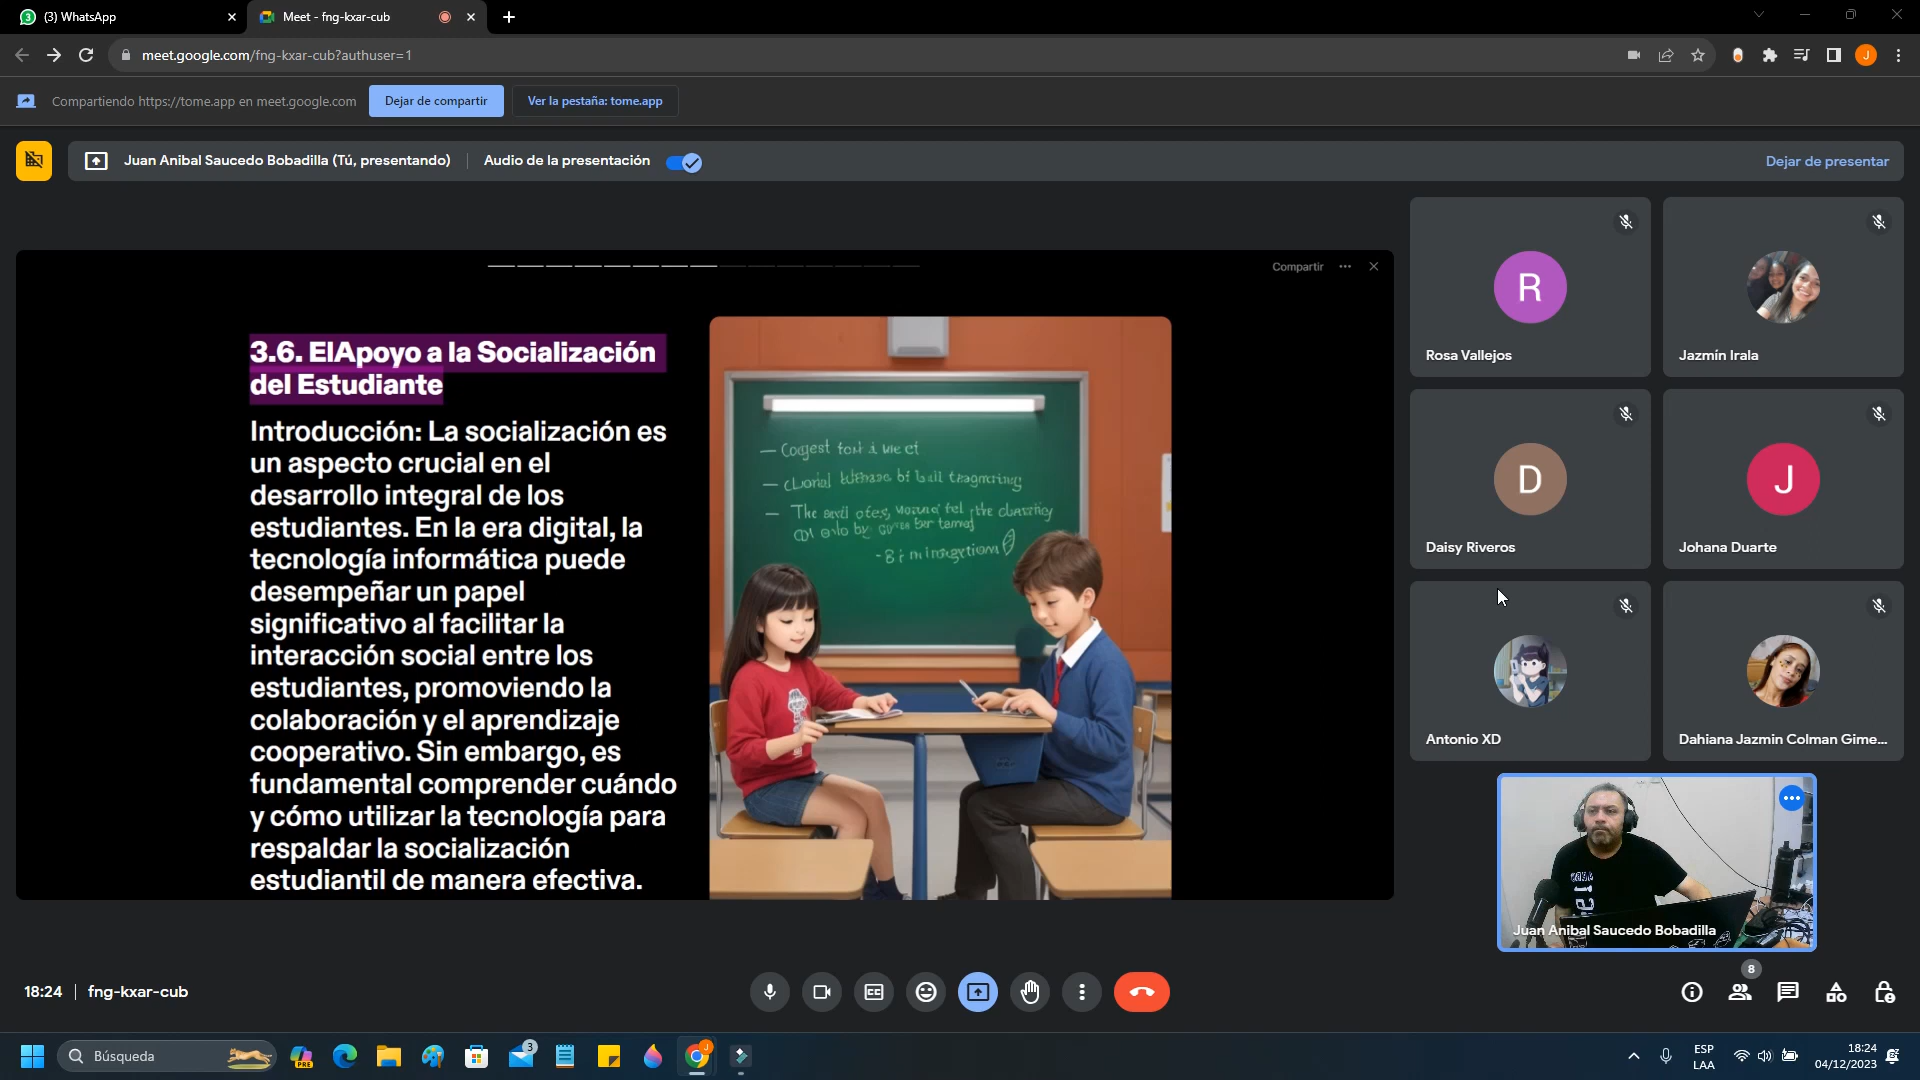 (3) WhatsApp
Meet - fng-kxar-cub
meet.google.com/fng-kxar-cub?authuser=1
J
Compartiendo https://tome.app en meet.google.com
Dejar de compartir
Ver la pestaña: tome.app
Juan Anibal Saucedo Bobadilla (Tú, presentando)
Audio de la presentación
Dejar de presentar
Compartir
3.6. ElApoyo a la Socialización
del Estudiante
Introducción: La socialización es
un aspecto crucial en el
desarrollo integral de los
estudiantes. En la era digital, la
tecnología informática puede
desempeñar un papel
significativo al facilitar la
interacción social entre los
estudiantes, promoviendo la
colaboración y el aprendizaje
cooperativo. Sin embargo, es
fundamental comprender cuándo
y cómo utilizar la tecnología para
respaldar la socialización
estudiantil de manera efectiva.
R
Rosa Vallejos
Jazmín Irala
D
Daisy Riveros
J
Johana Duarte
Antonio XD
Dahiana Jazmin Colman Gime...
Juan Anibal Saucedo Bobadilla
18:24 | fng-kxar-cub
8
Búsqueda
PRE
3
J
ESP
LAA
18:24
04/12/2023